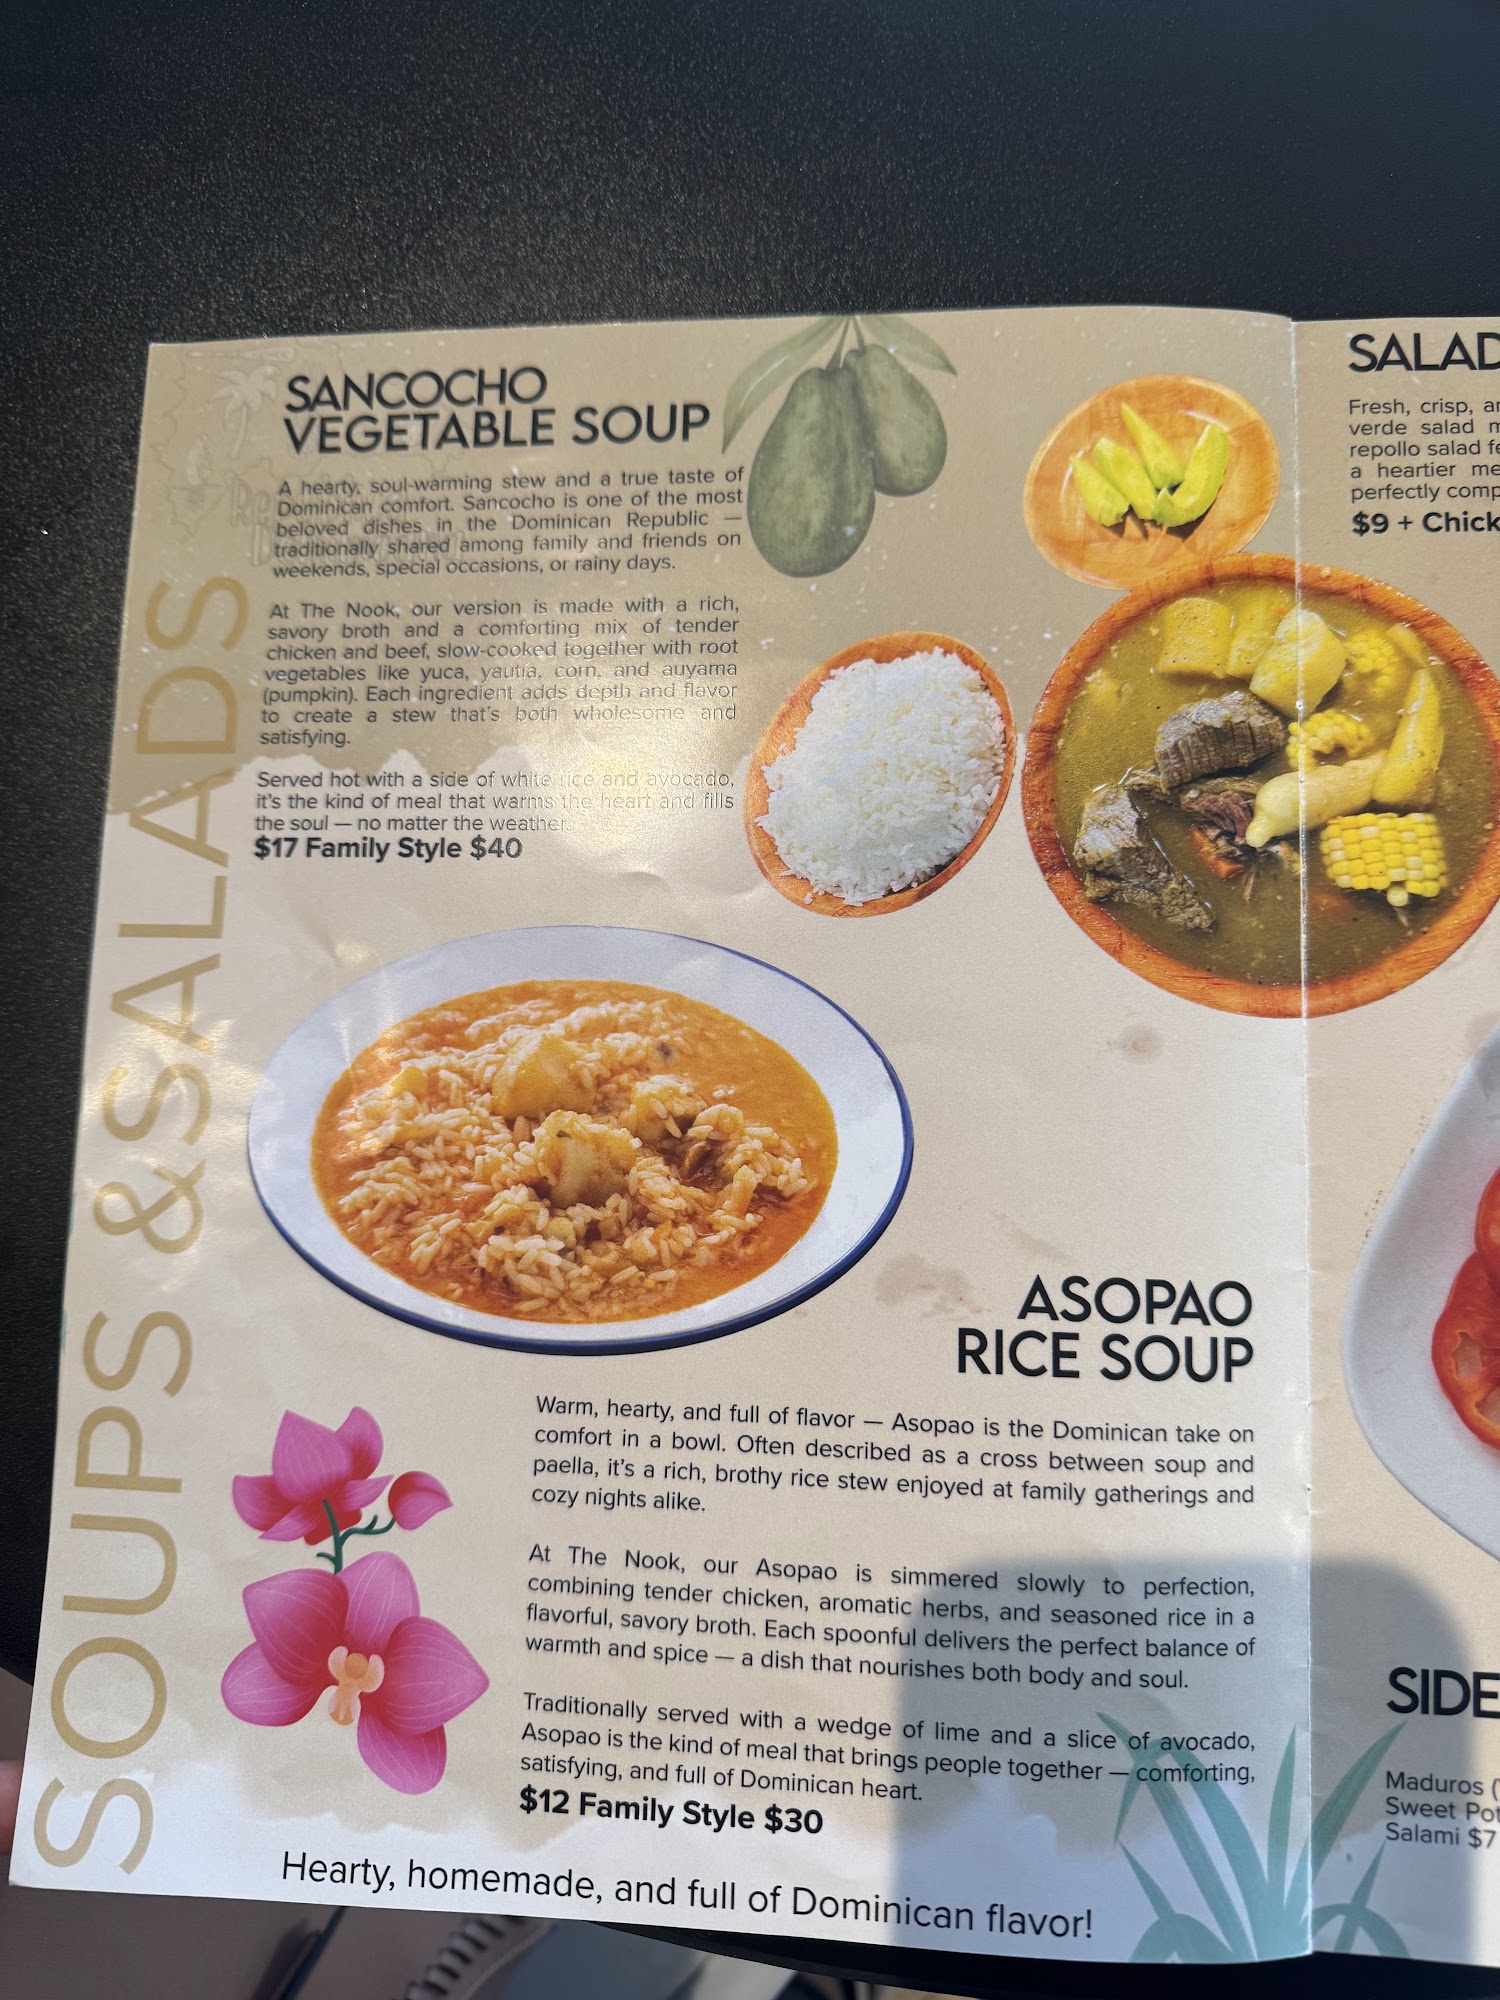 SOUPS & SALADS
SANCOCHO
VEGETABLE SOUP
A hearty, soul-warming stew and a true taste of
Dominican comfort. Sancocho is one of the most
beloved dishes in the Dominican Republic —
traditionally shared among family and friends on
weekends, special occasions, or rainy days.
At The Nook, our version is made with a rich,
savory broth and a comforting mix of tender
chicken and beef, slow-cooked together with root
vegetables like yuca, yautía, corn, and auyama
(pumpkin). Each ingredient adds depth and flavor
to create a stew that's both wholesome and
satisfying.
Served hot with a side of white rice and avocado,
it's the kind of meal that warms the heart and fills
the soul — no matter the weather.
$17 Family Style $40
ASOPAO
RICE SOUP
Warm, hearty, and full of flavor — Asopao is the Dominican take on
comfort in a bowl. Often described as a cross between soup and
paella, it's a rich, brothy rice stew enjoyed at family gatherings and
cozy nights alike.
At The Nook, our Asopao is simmered slowly to perfection,
combining tender chicken, aromatic herbs, and seasoned rice in a
flavorful, savory broth. Each spoonful delivers the perfect balance of
warmth and spice — a dish that nourishes both body and soul.
Traditionally served with a wedge of lime and a slice of avocado,
Asopao is the kind of meal that brings people together — comforting,
satisfying, and full of Dominican heart.
$12 Family Style $30
Hearty, homemade, and full of Dominican flavor!
SALAD
Fresh, crisp,
verde salad
repollo salad
a heartier
perfectly
$9 + Chick
SIDE
Maduros
Sweet Pot
Salami $7